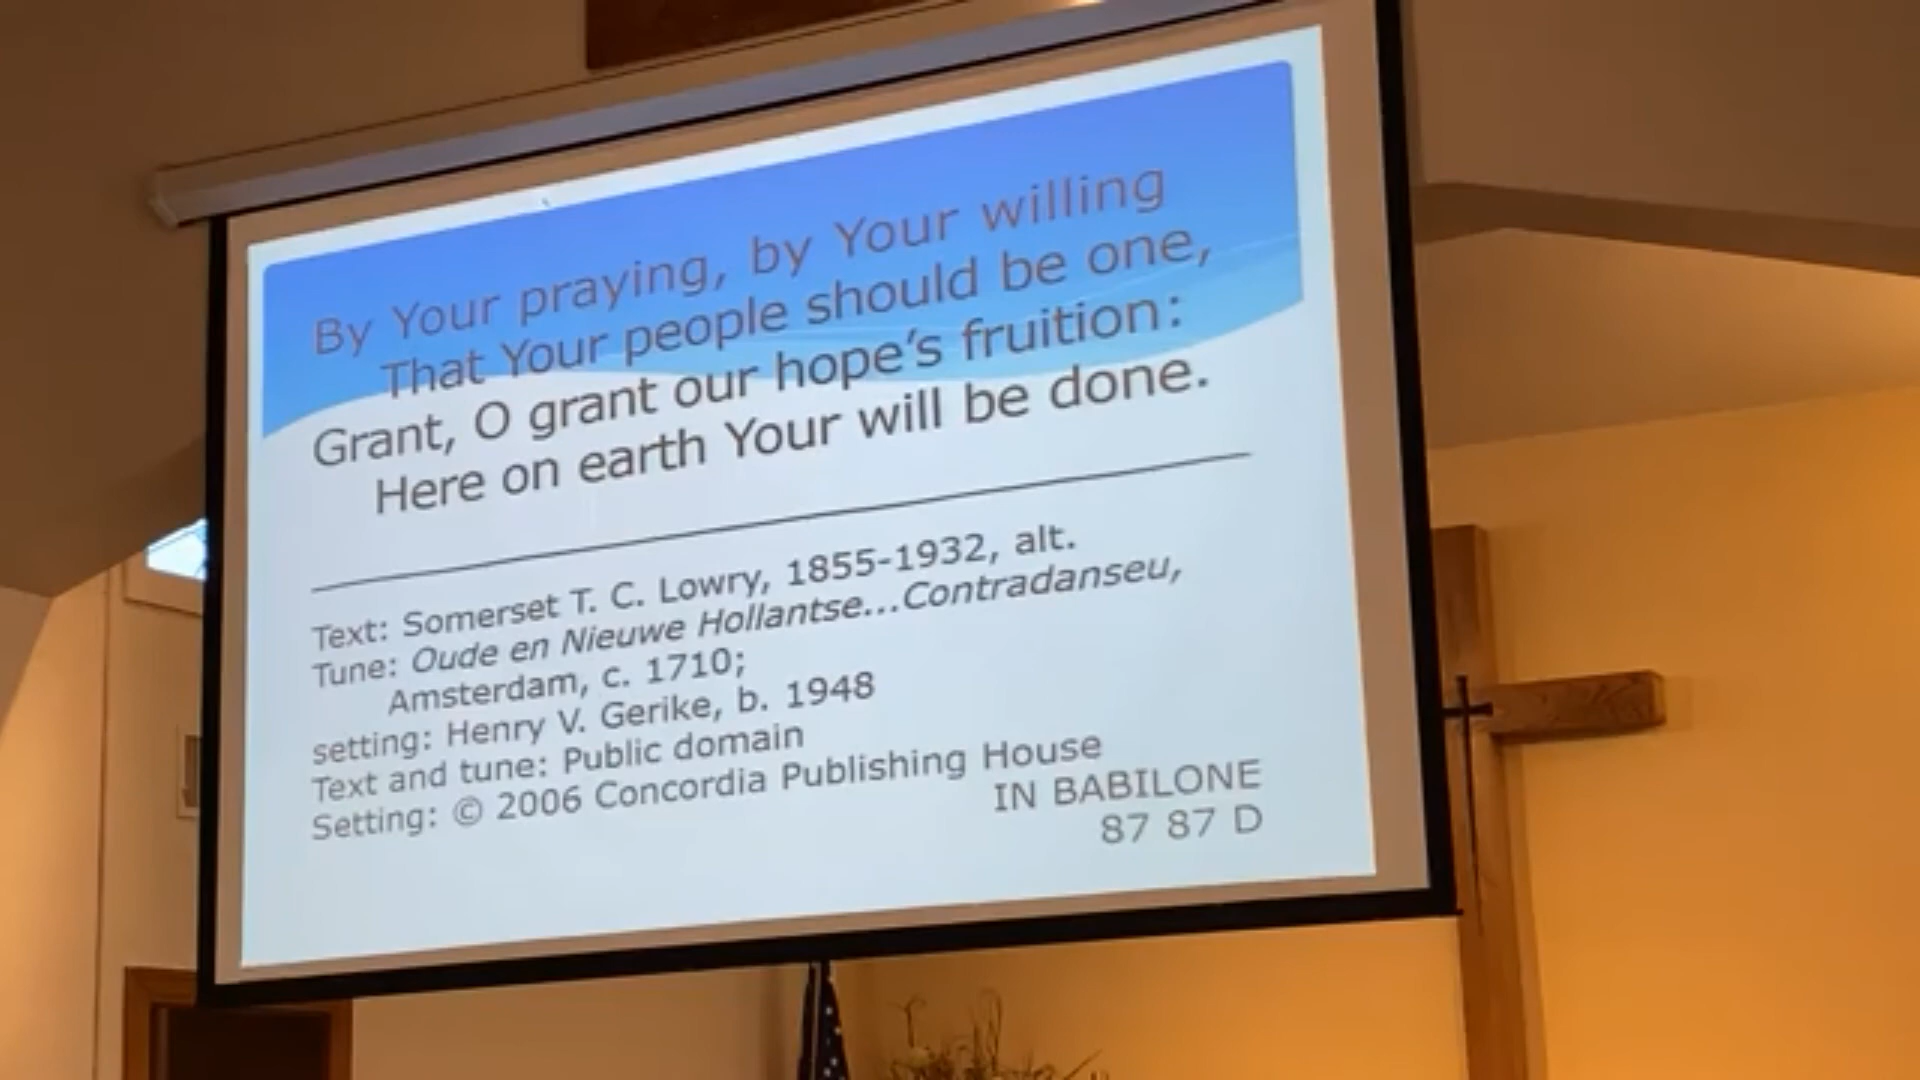 By Your praying, by Your willing
That Your people should be one,
Grant, O grant our hope's fruition:
Here on earth Your will be done.
Text: Somerset T. C. Lowry, 1855-1932, alt.
Tune: Oude en Nieuwe Hollantse...Contradanseu,
Amsterdam, c. 1710;
setting: Henry V. Gerike, b. 1948
Text and tune: Public domain
Setting: © 2006 Concordia Publishing House
IN BABILONE
87 87 D